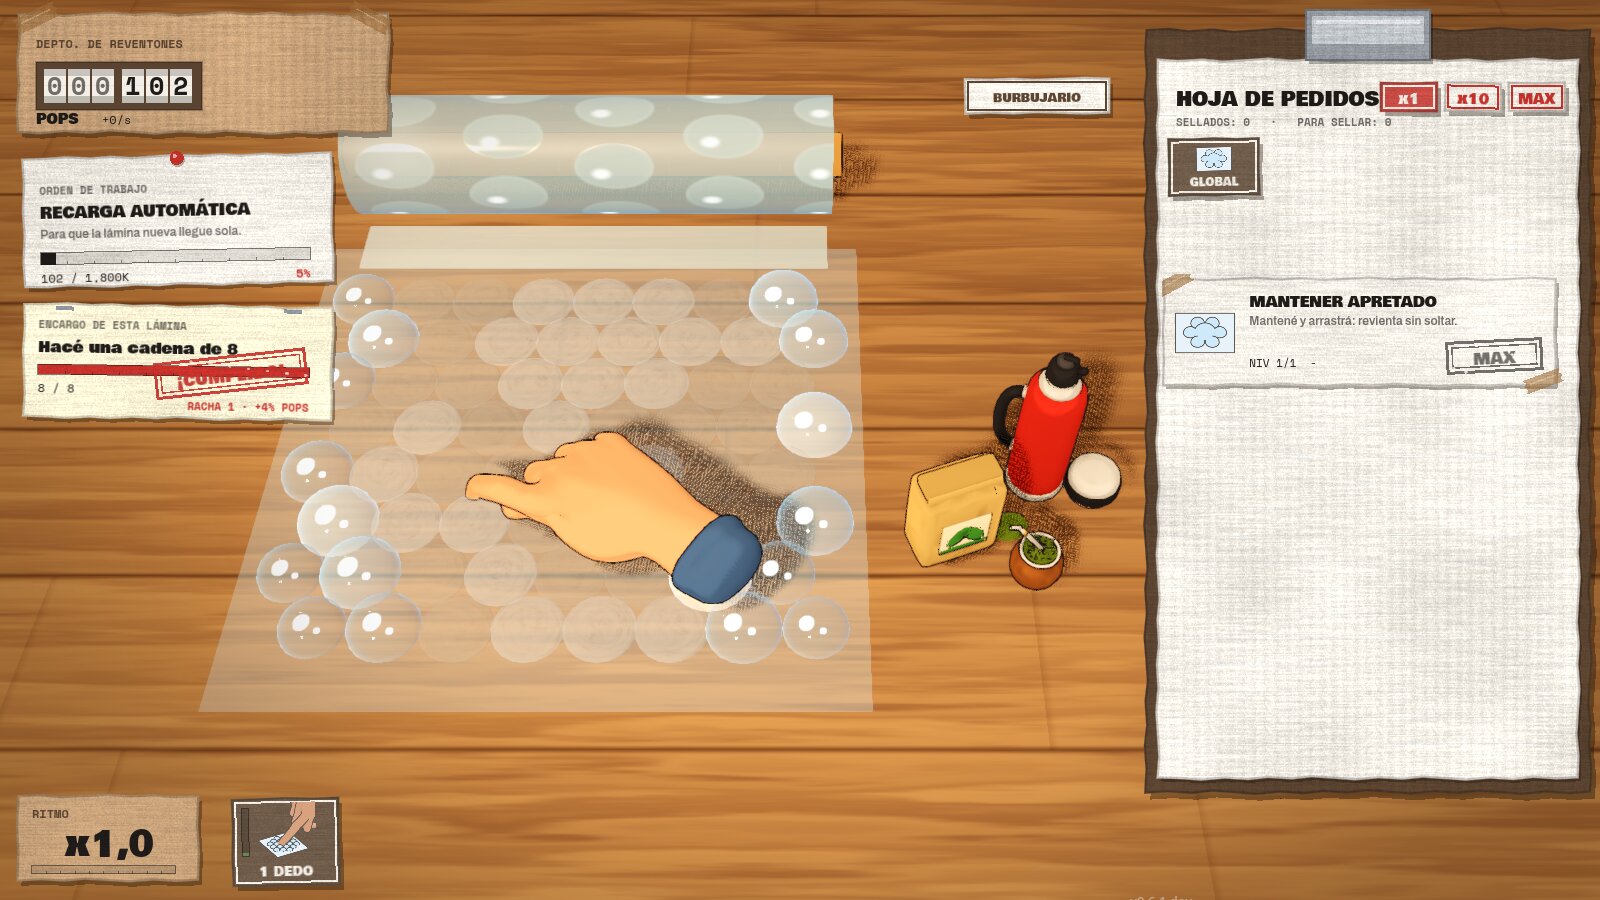 DEPTO. DE REVENTONES
000102
POPS +0/s
ORDEN DE TRABAJO
RECARGA AUTOMÁTICA
Para que la lámina nueva llegue sola.
102 / 1.800K
5%
ENCARGO DE ESTA LÁMINA
Hacé una cadena de 8
8 / 8
RACHA 1 · +4% POPS
BURBUJARIO
HOJA DE PEDIDOS
x1
x10
MAX
SELLADOS: 0 · PARA SELLAR: 0
GLOBAL
MANTENER APRETADO
Mantené y arrastrá: revienta sin soltar.
NIV 1/1 -
MAX
RITMO
x1,0
1 DEDO